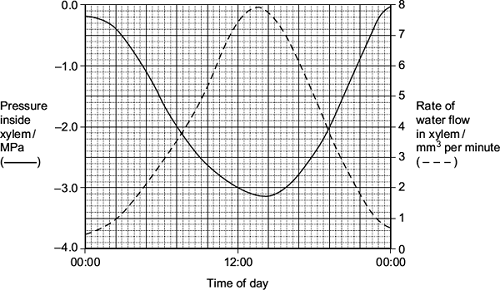 0.0
–1.0
–2.0
–3.0
–4.0
Pressure
inside
xylem/
MPa
(——)
8
7
6
5
4
3
2
1
0
Rate of
water flow
in xylem/
mm³ per minute
(– – –)
00:00
12:00
00:00
Time of day